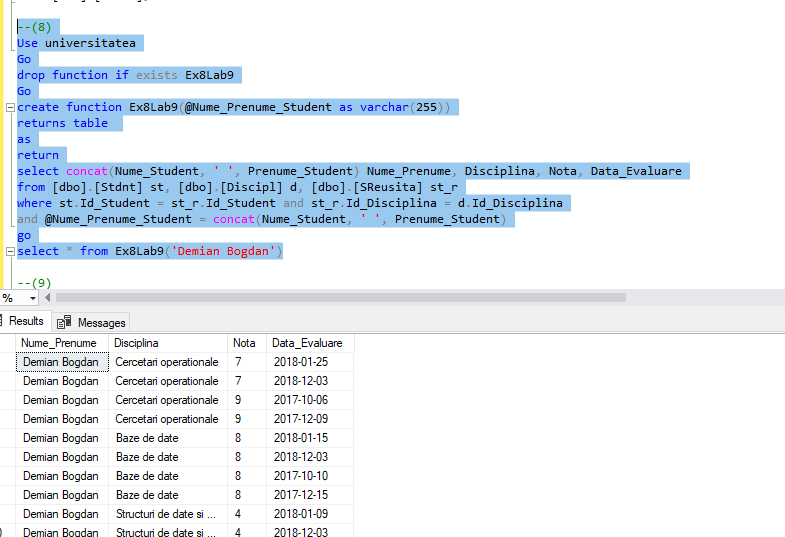 --(8)
Use universitatea
Go
drop function if exists Ex8Lab9
Go
create function Ex8Lab9(@Nume_Prenume_Student as varchar(255))
returns table
as
return
select concat(Nume_Student, ' ', Prenume_Student) Nume_Prenume, Disciplina, Nota, Data_Evaluare
from [dbo].[Stdnt] st, [dbo].[Discipl] d, [dbo].[SReusita] st_r
where st.Id_Student = st_r.Id_Student and st_r.Id_Disciplina = d.Id_Disciplina
and @Nume_Prenume_Student = concat(Nume_Student, ' ', Prenume_Student)
go
select * from Ex8Lab9('Demian Bogdan')
--(9)
%
Results Messages
Nume_Prenume Disciplina Nota Data_Evaluare
Demian Bogdan Cercetari operationale 7 2018-01-25
Demian Bogdan Cercetari operationale 7 2018-12-03
Demian Bogdan Cercetari operationale 9 2017-10-06
Demian Bogdan Cercetari operationale 9 2017-12-09
Demian Bogdan Baze de date 8 2018-01-15
Demian Bogdan Baze de date 8 2018-12-03
Demian Bogdan Baze de date 8 2017-10-10
Demian Bogdan Baze de date 8 2017-12-15
Demian Bogdan Structuri de date si ... 4 2018-01-09
Demian Bogdan Structuri de date si ... 4 2018-12-03